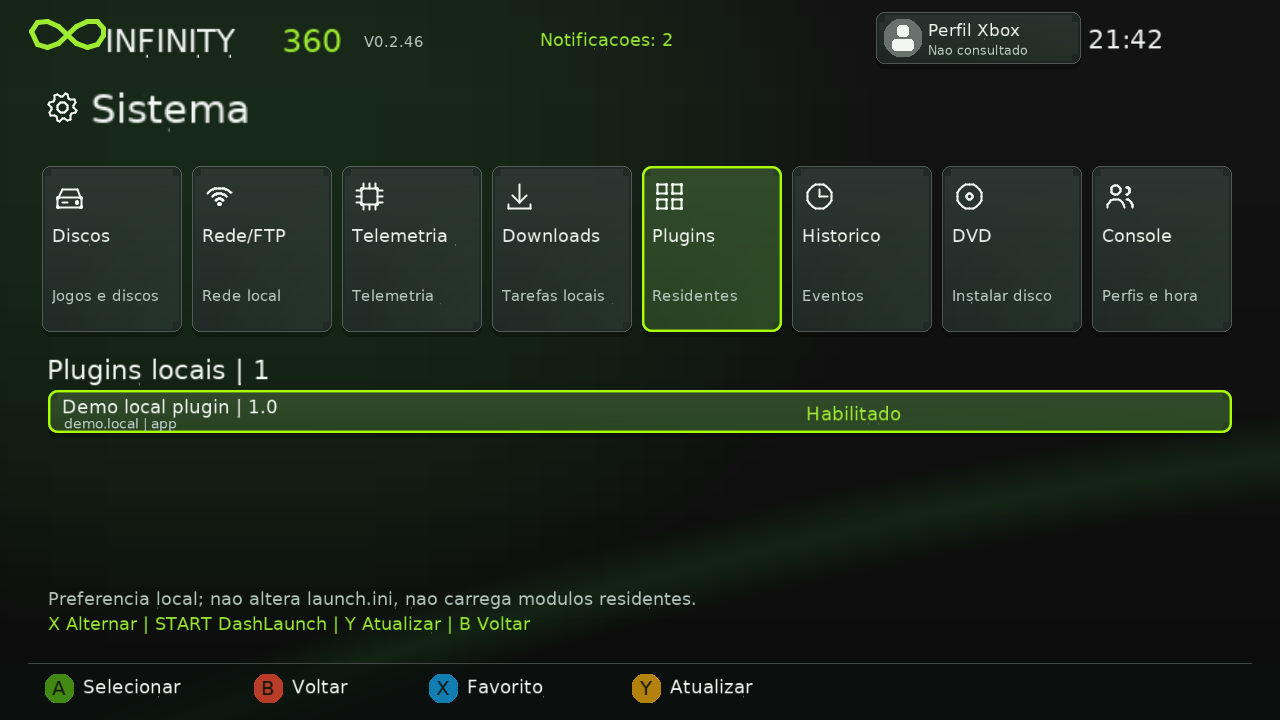 INFINITY 360 V0.2.46 Notificacoes: 2 Perfil Xbox 21:42
Nao consultado
Sistema
Discos Rede/FTP Telemetria Downloads Plugins Historico DVD Console
Jogos e discos Rede local Telemetria Tarefas locais Residentes Eventos Instalar disco Perfis e hora
Plugins locais | 1
Demo local plugin | 1.0 Habilitado
demo.local | app
Preferencia local; nao altera launch.ini, nao carrega modulos residentes.
X Alternar | START DashLaunch | Y Atualizar | B Voltar
A Selecionar B Voltar X Favorito Y Atualizar